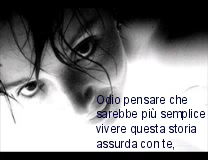 Odio pensare che
sarebbe più semplice
vivere questa storia
assurda con te,